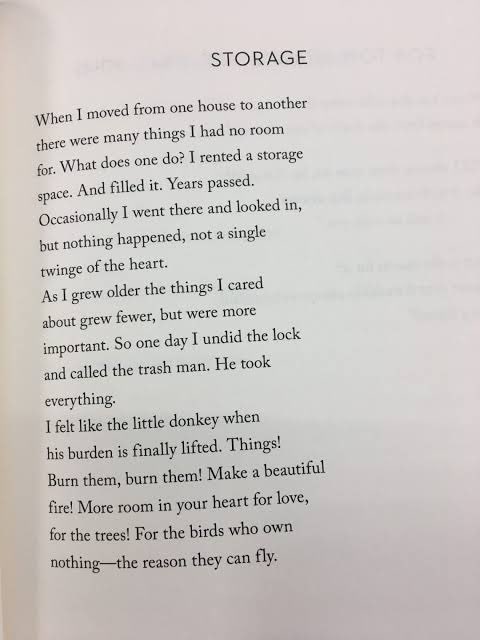 STORAGE
When I moved from one house to another
there were many things I had no room
for. What does one do? I rented a storage
space. And filled it. Years passed.
Occasionally I went there and looked in,
but nothing happened, not a single
twinge of the heart.
As I grew older the things I cared
about grew fewer, but were more
important. So one day I undid the lock
and called the trash man. He took
everything.
I felt like the little donkey when
his burden is finally lifted. Things!
Burn them, burn them! Make a beautiful
fire! More room in your heart for love,
for the trees! For the birds who own
nothing—the reason they can fly.